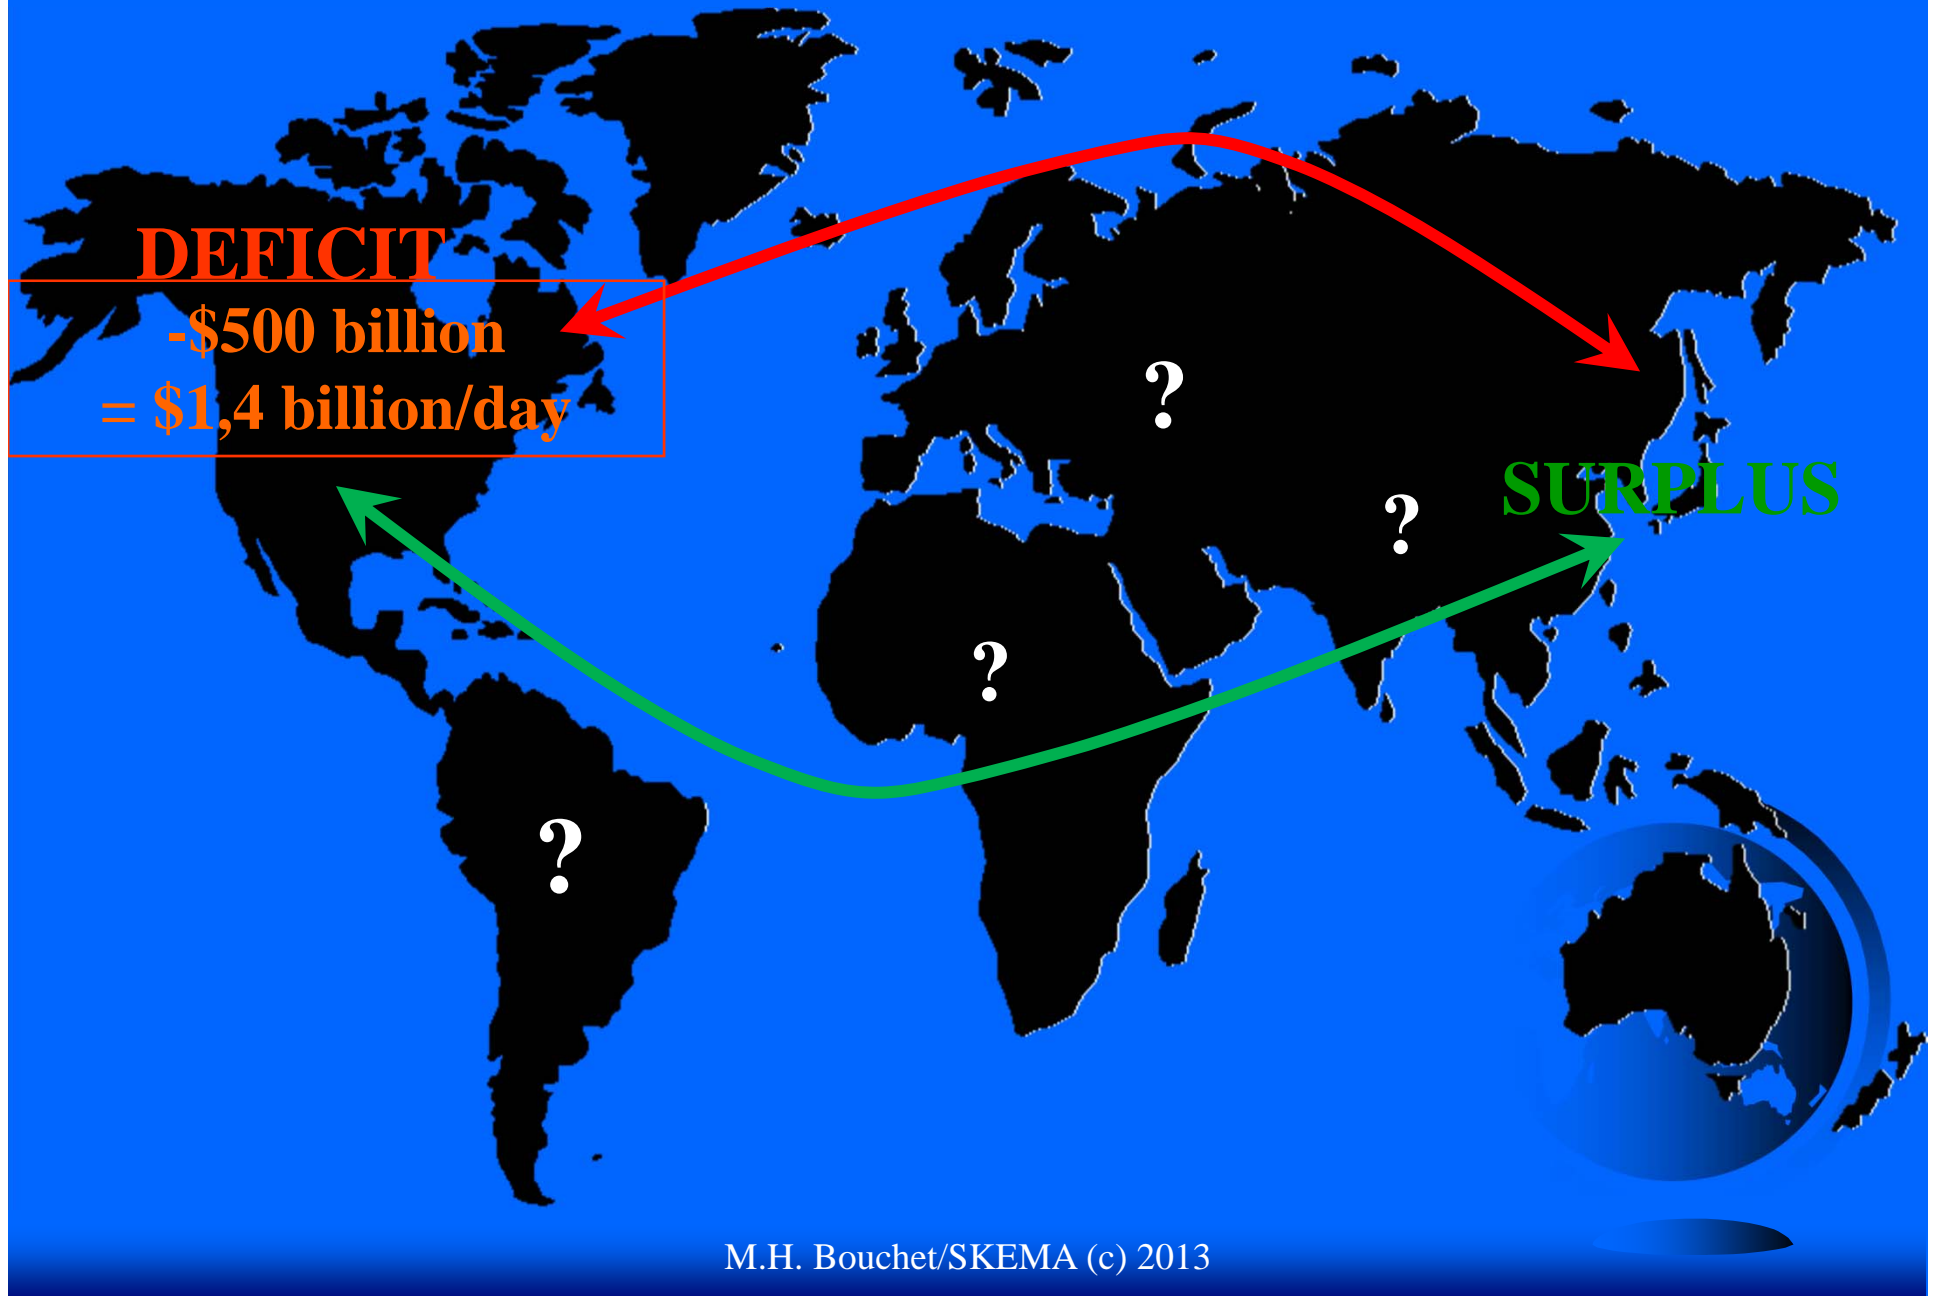 DEFICIT
-$500 billion
= $1,4 billion/day
?
?
SURPLUS
?
?
M.H. Bouchet/SKEMA (c) 2013